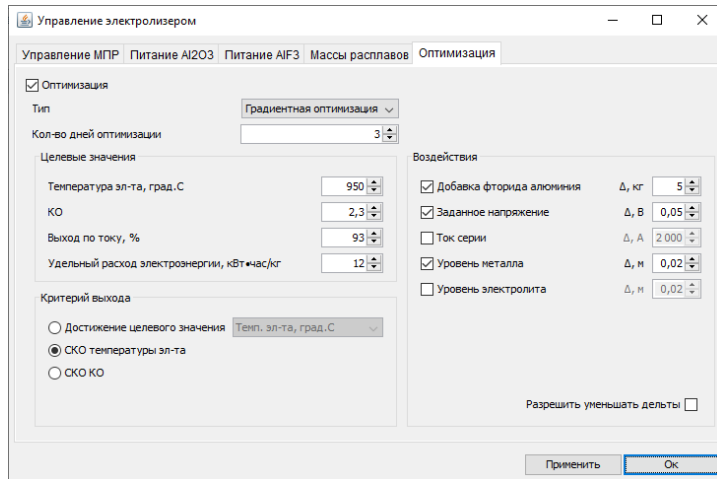 Управление электролизером
Управление МПР Питание Al2O3 Питание AlF3 Массы расплавов Оптимизация
Оптимизация
Тип Градиентная оптимизация
Кол-во дней оптимизации 3
Целевые значения
Температура эл-та, град.C 950
КО 2,3
Выход по току, % 93
Удельный расход электроэнергии, кВт•час/кг 12
Критерий выхода
Достижение целевого значения Темп. эл-та, град.C
СКО температуры эл-та
СКО КО
Воздействия
Добавка фторида алюминия Δ, кг 5
Заданное напряжение Δ, В 0,05
Ток серии Δ, А 2 000
Уровень металла Δ, м 0,02
Уровень электролита Δ, м 0,02
Разрешить уменьшать дельты
Применить Ок